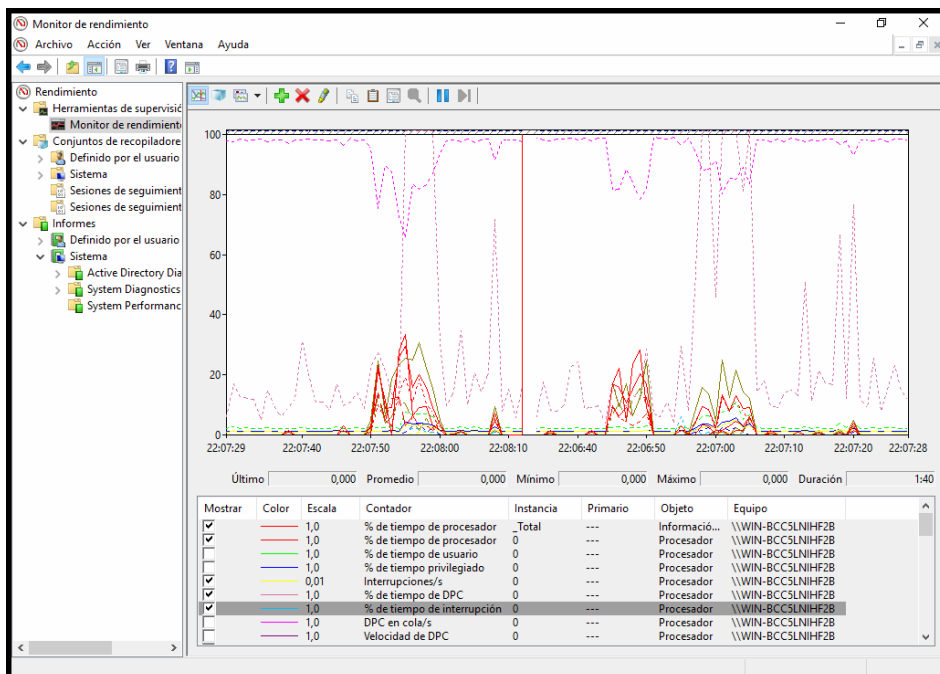 Monitor de rendimiento
Archivo Acción Ver Ventana Ayuda
Rendimiento
Herramientas de supervisió
Monitor de rendimient
Conjuntos de recopiladore
Definido por el usuario
Sistema
Sesiones de seguimient
Sesiones de seguimient
Informes
Definido por el usuario
Sistema
Active Directory Dia
System Diagnostics
System Performanc
100
80
60
40
20
0
22:07:29 22:07:40 22:07:50 22:08:00 22:08:10 22:06:40 22:06:50 22:07:00 22:07:10 22:07:20 22:07:28
Último 0,000 Promedio 0,000 Mínimo 0,000 Máximo 0,000 Duración 1:40
Mostrar Color Escala Contador Instancia Primario Objeto Equipo
1,0 % de tiempo de procesador _Total --- Informació... \\WIN-BCC5LNIHF2B
1,0 % de tiempo de procesador 0 --- Procesador \\WIN-BCC5LNIHF2B
1,0 % de tiempo de usuario 0 --- Procesador \\WIN-BCC5LNIHF2B
1,0 % de tiempo privilegiado 0 --- Procesador \\WIN-BCC5LNIHF2B
0,01 Interrupciones/s 0 --- Procesador \\WIN-BCC5LNIHF2B
1,0 % de tiempo de DPC 0 --- Procesador \\WIN-BCC5LNIHF2B
1,0 % de tiempo de interrupción 0 --- Procesador \\WIN-BCC5LNIHF2B
1,0 DPC en cola/s 0 --- Procesador \\WIN-BCC5LNIHF2B
1,0 Velocidad de DPC 0 --- Procesador \\WIN-BCC5LNIHF2B